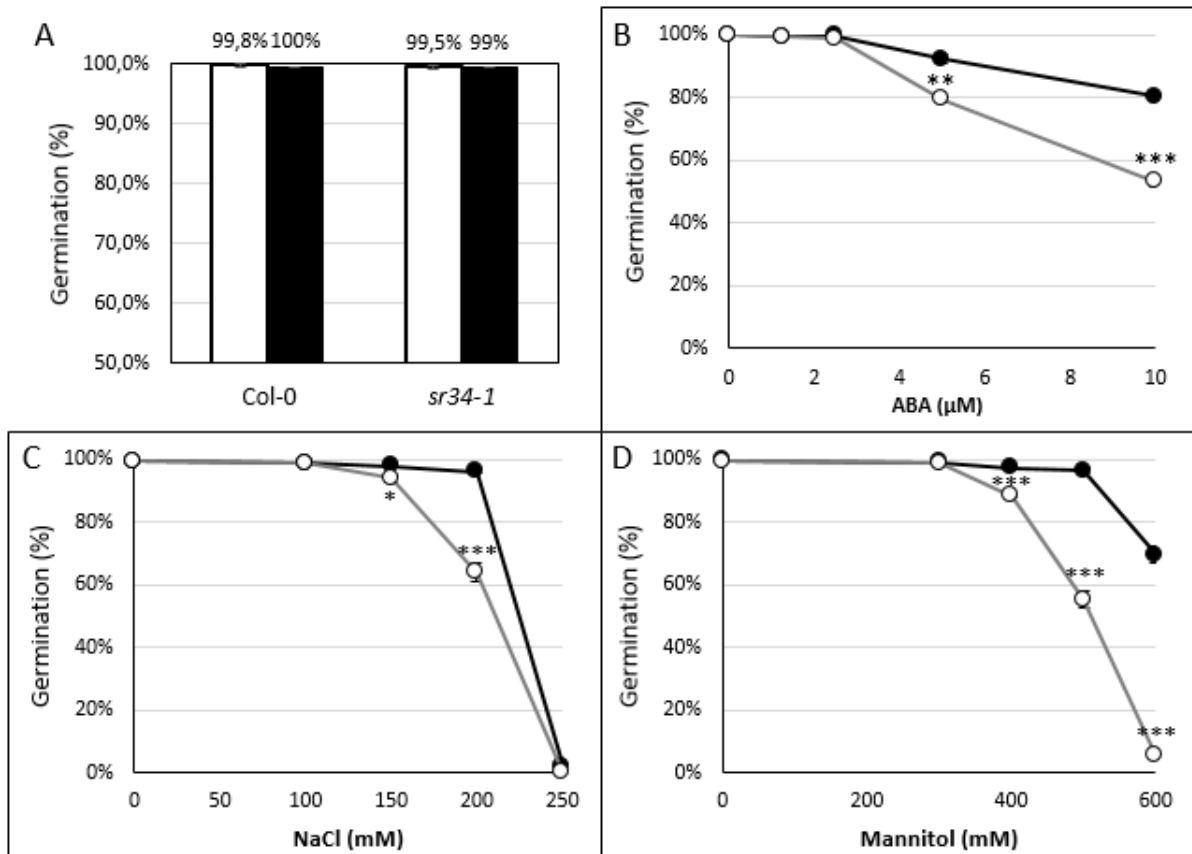 A
99,8% 100% 99,5% 99%
100,0%
90,0%
80,0%
70,0%
60,0%
50,0%
Germination (%)
Col-0 sr34-1
B
100%
80%
60%
40%
20%
0%
Germination (%)
**
***
0 2 4 6 8 10
ABA (µM)
C
100%
80%
60%
40%
20%
0%
Germination (%)
*
***
0 50 100 150 200 250
NaCl (mM)
D
100%
80%
60%
40%
20%
0%
Germination (%)
***
***
***
0 200 400 600
Mannitol (mM)